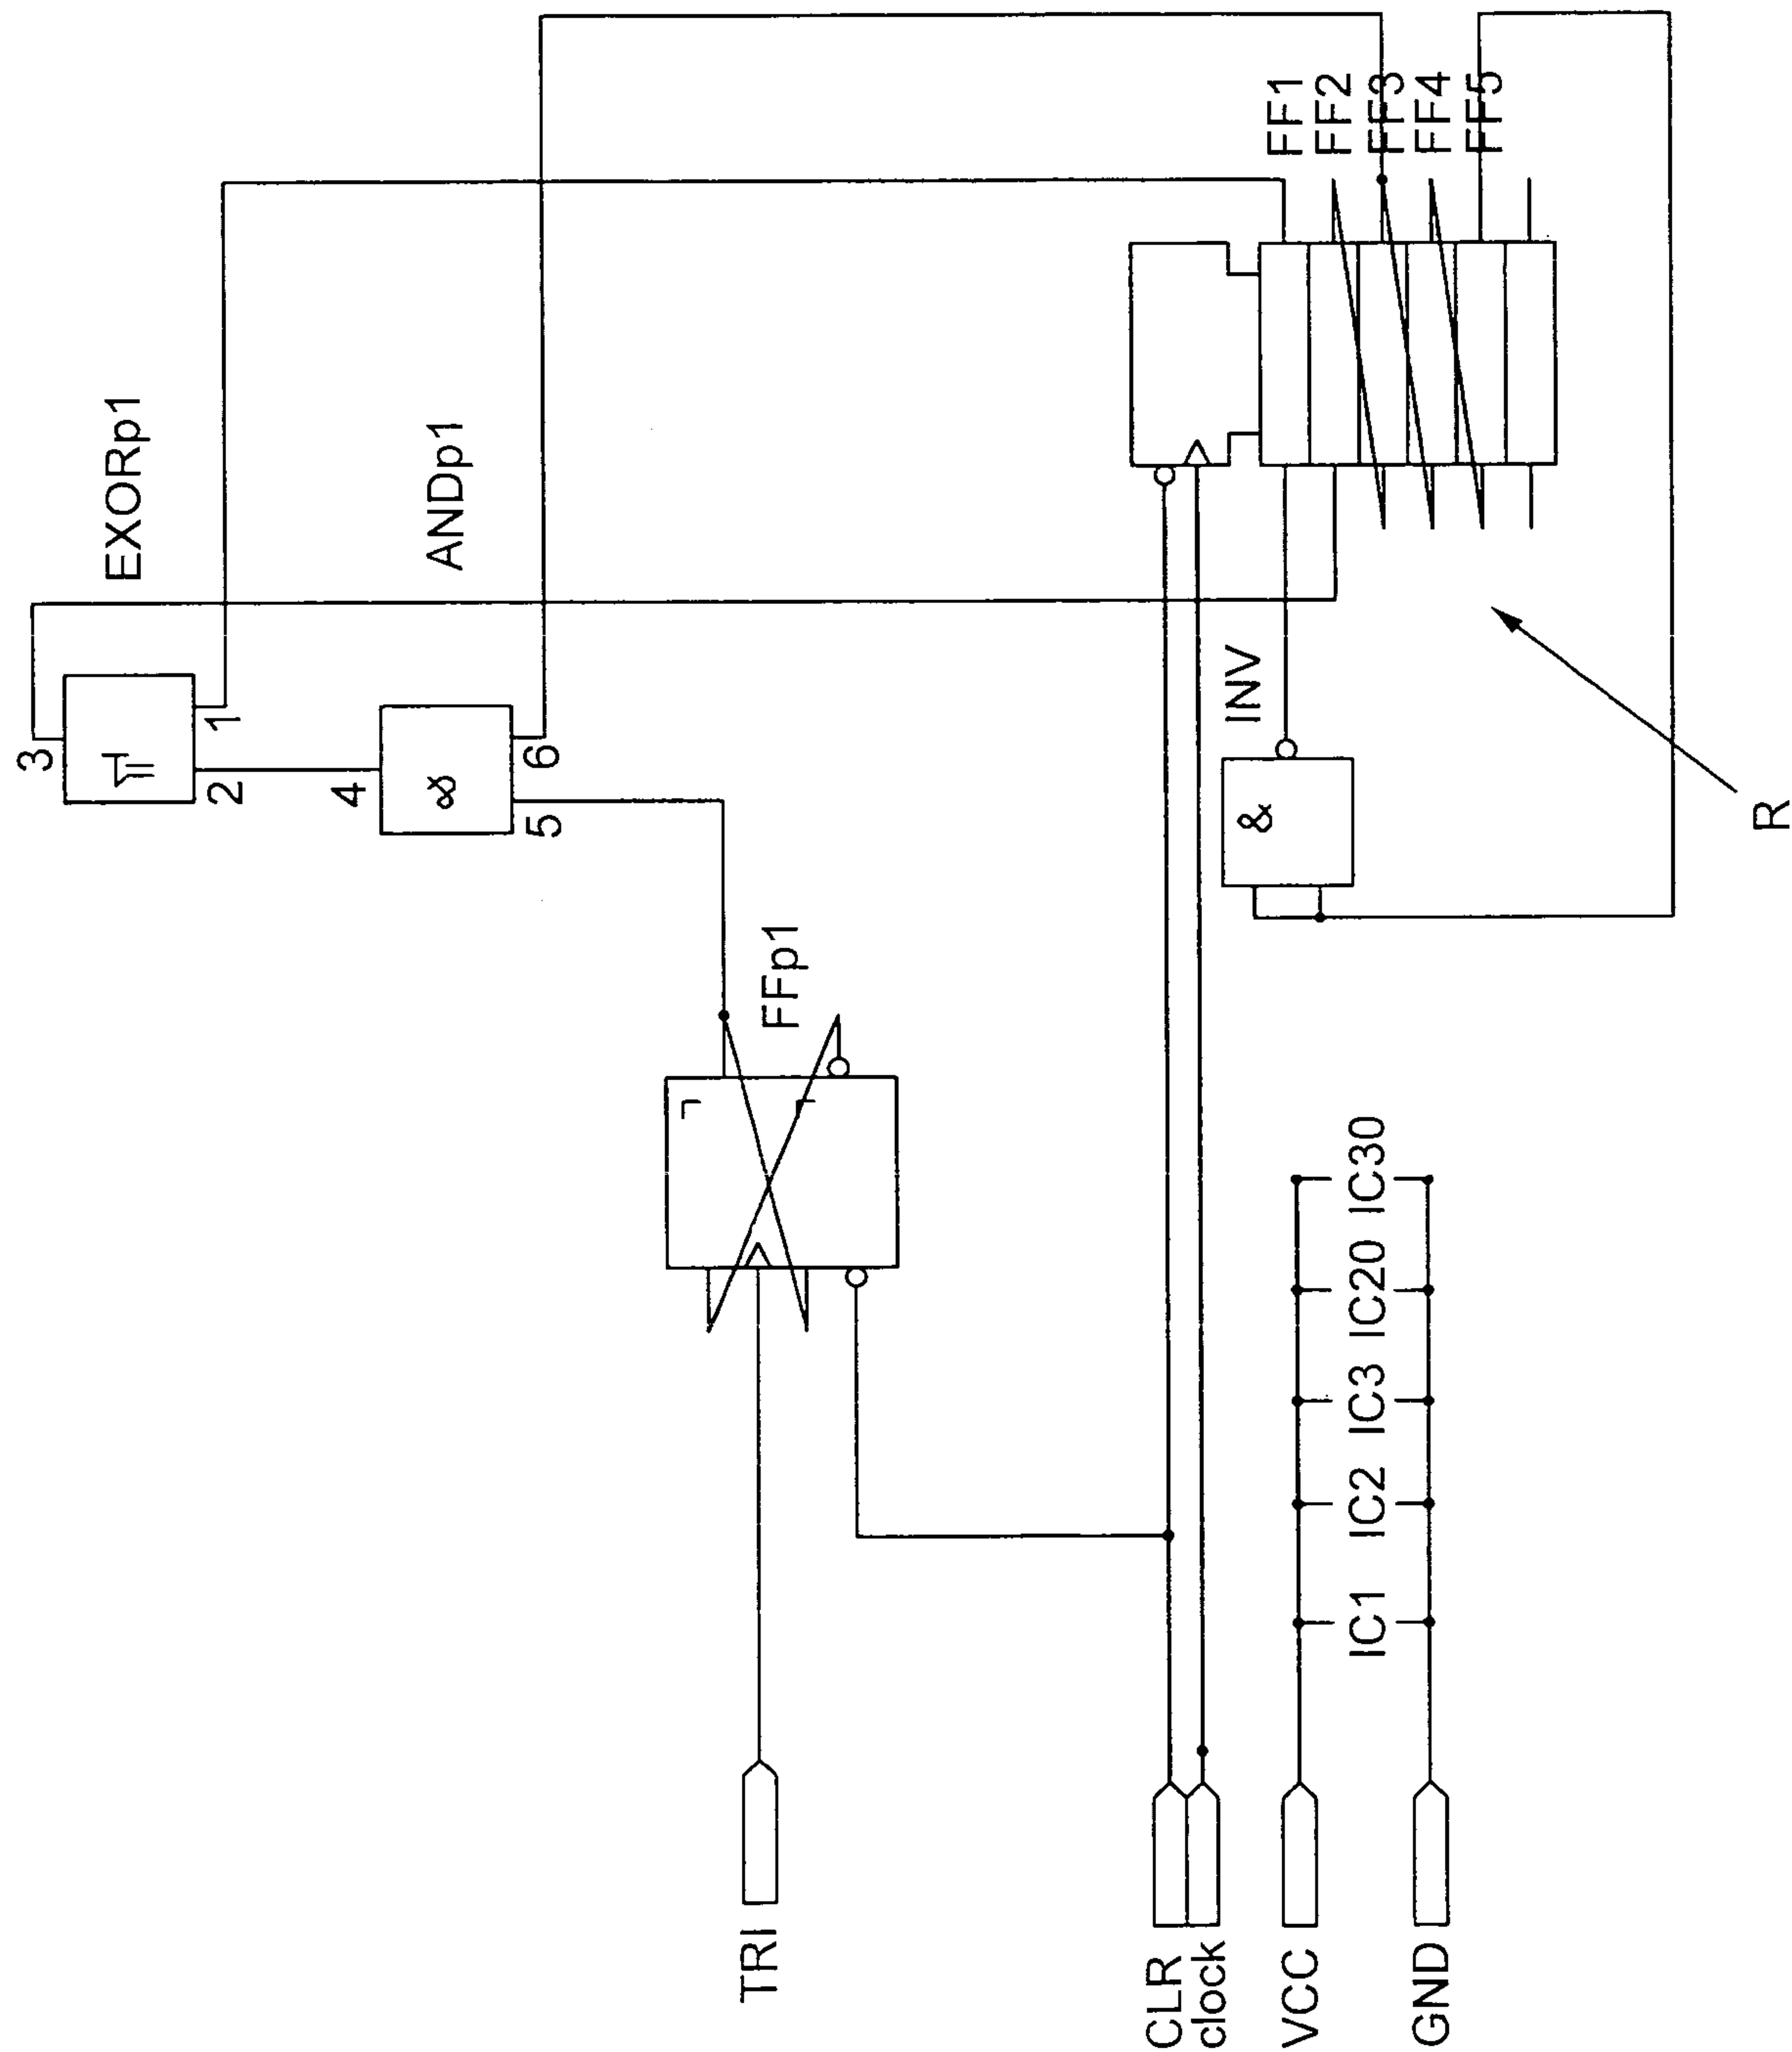 EXORp1
3
1
2
ANDp1
4
&
6
5
FFp1
TRI
CLR
clock
VCC
GND
IC1 IC2 IC3 IC20 IC30
INV
&
FF1
FF2
FF3
FF4
FF5
R